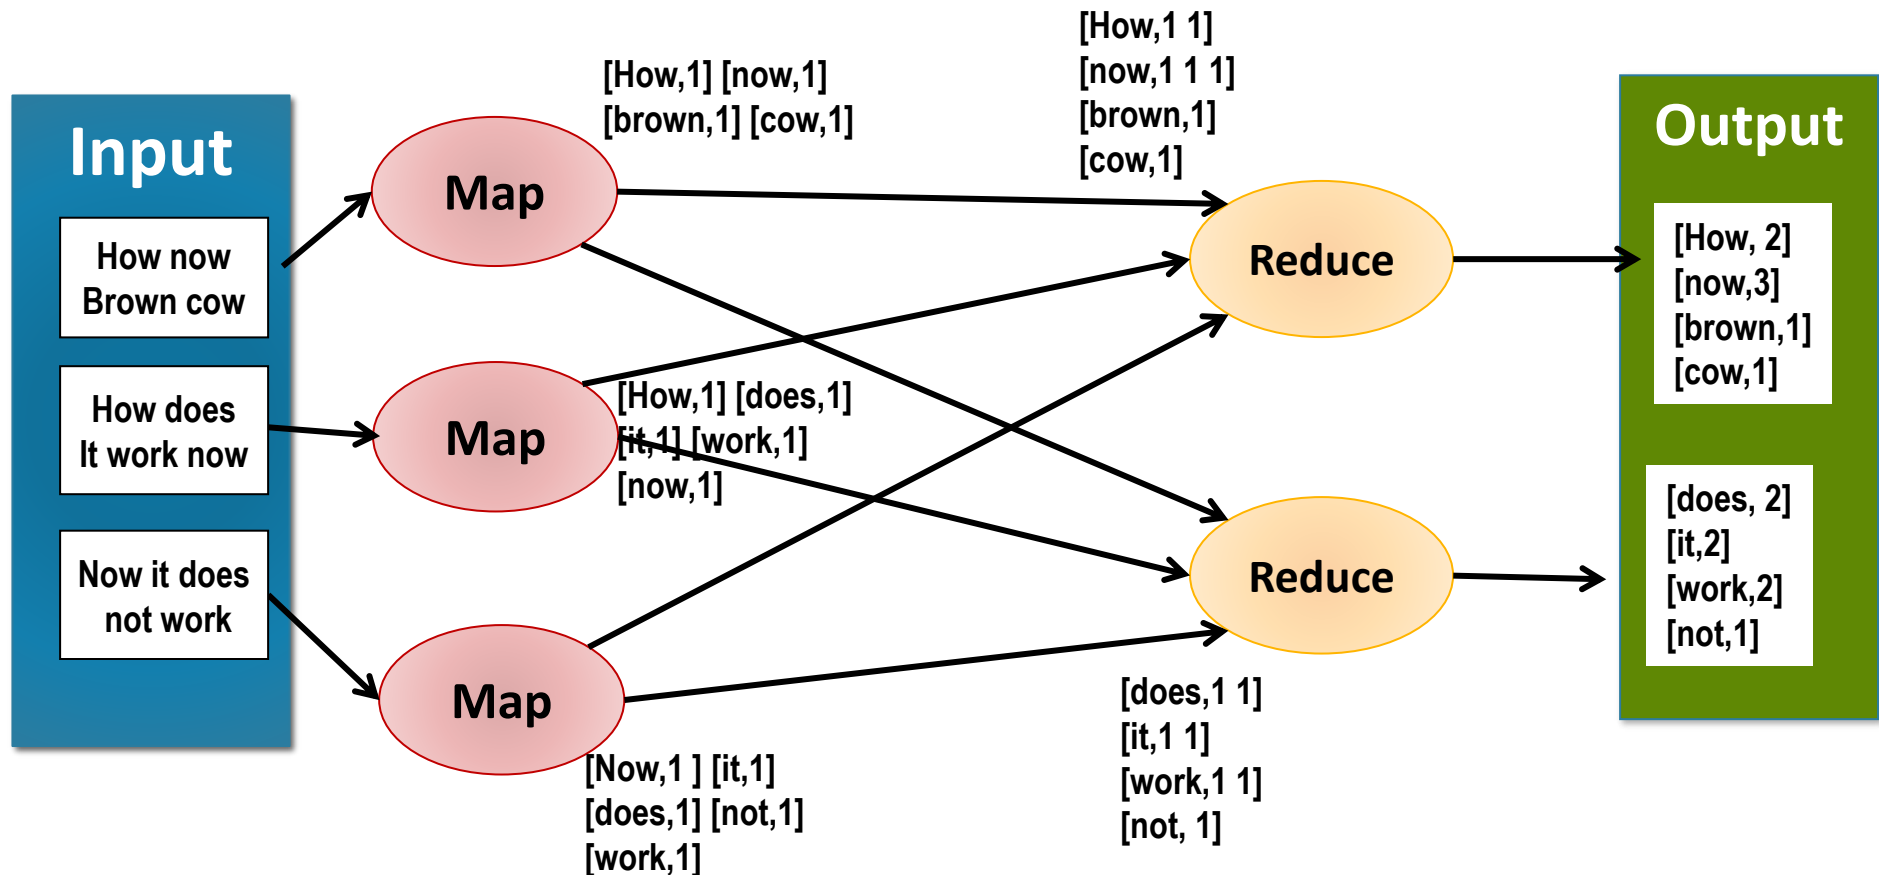 Input
How now
Brown cow
How does
It work now
Now it does
not work
Map
[How,1] [now,1]
[brown,1] [cow,1]
Map
[How,1] [does,1]
[it,1] [work,1]
[now,1]
Map
[Now,1 ] [it,1]
[does,1] [not,1]
[work,1]
[How,1 1]
[now,1 1 1]
[brown,1]
[cow,1]
Reduce
Reduce
[does,1 1]
[it,1 1]
[work,1 1]
[not, 1]
Output
[How, 2]
[now,3]
[brown,1]
[cow,1]
[does, 2]
[it,2]
[work,2]
[not,1]